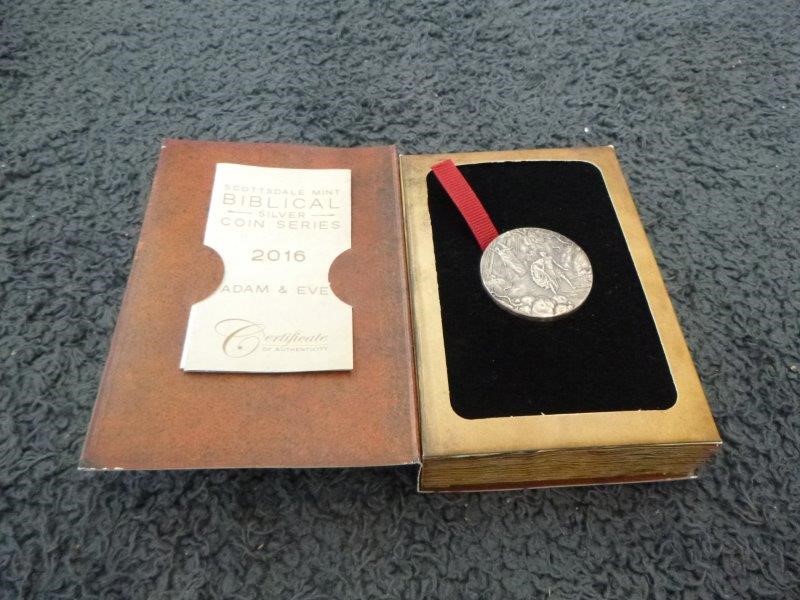 SCOTTSDALE MINT
BIBLICAL
SILVER
COIN SERIES
2016
ADAM & EVE
Certificate
OF AUTHENTICITY